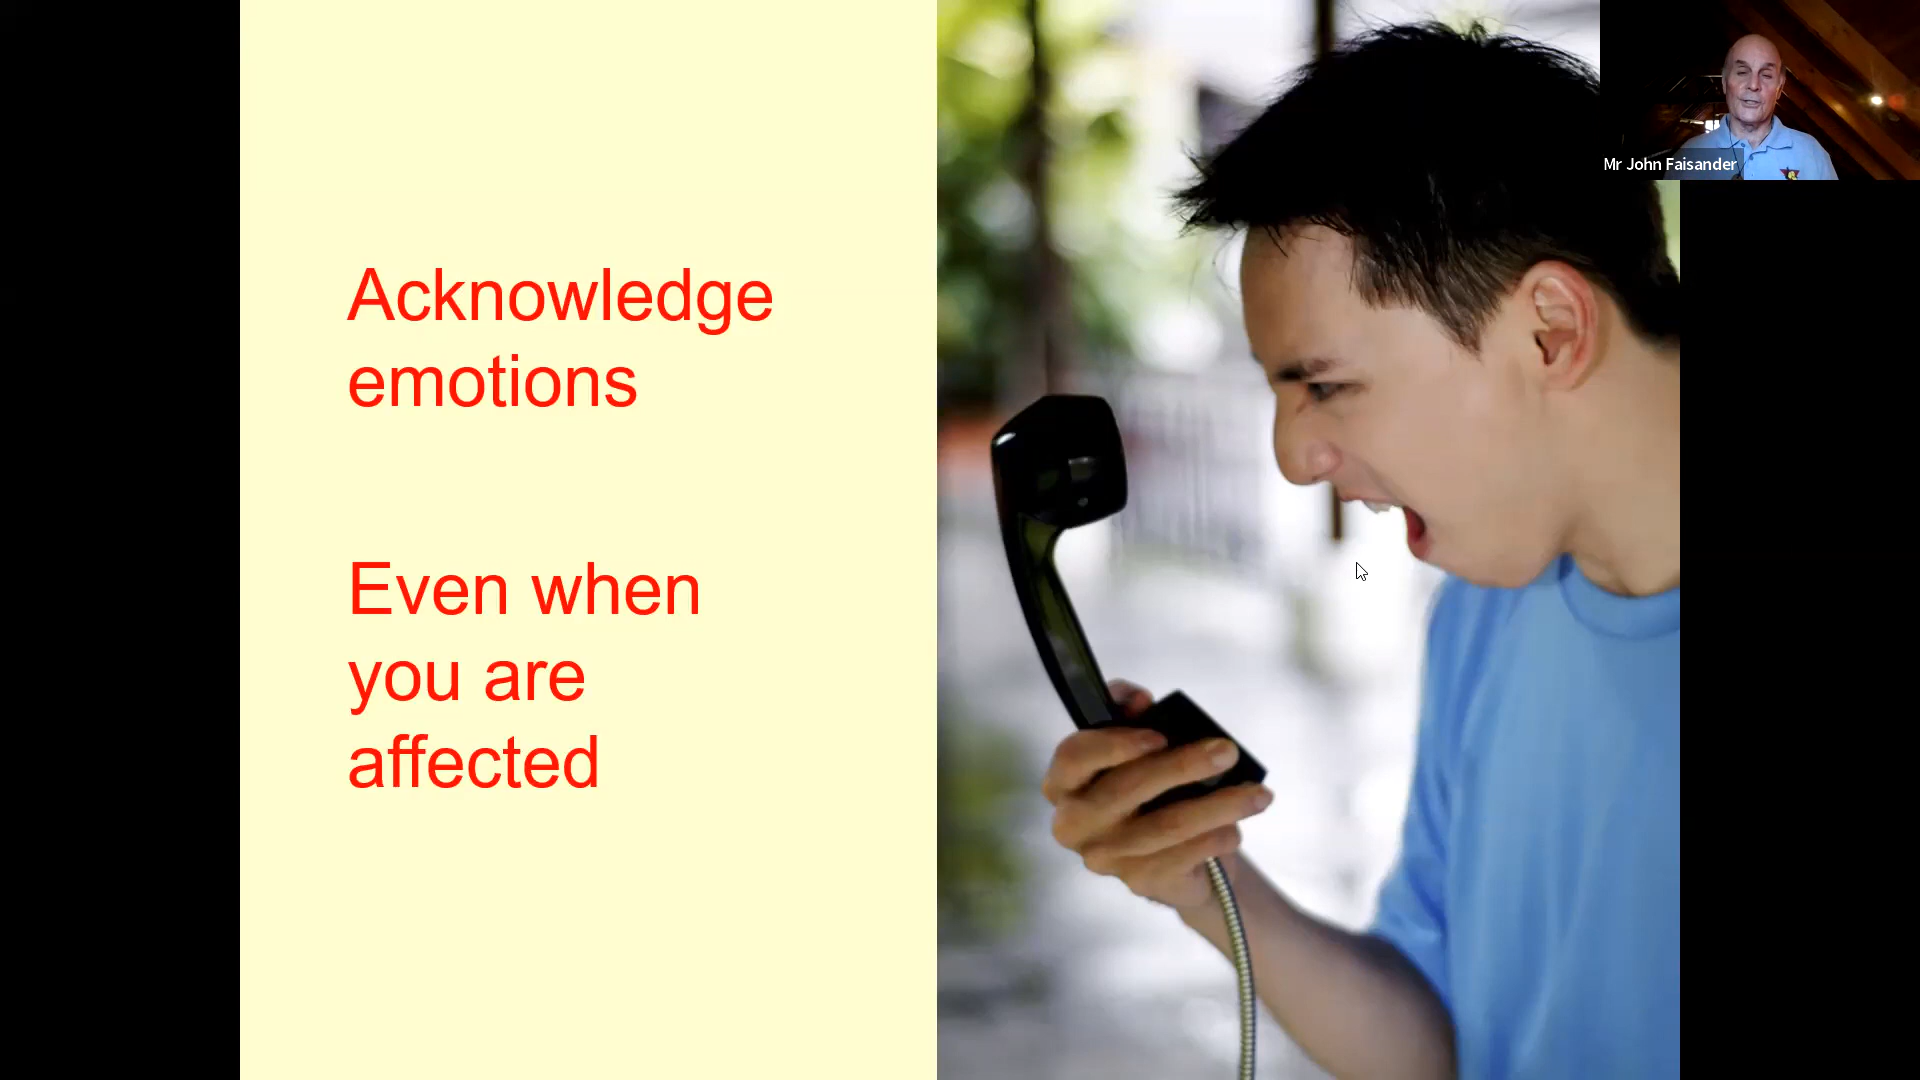 Acknowledge
emotions
Even when
you are
affected
Mr John Faisander